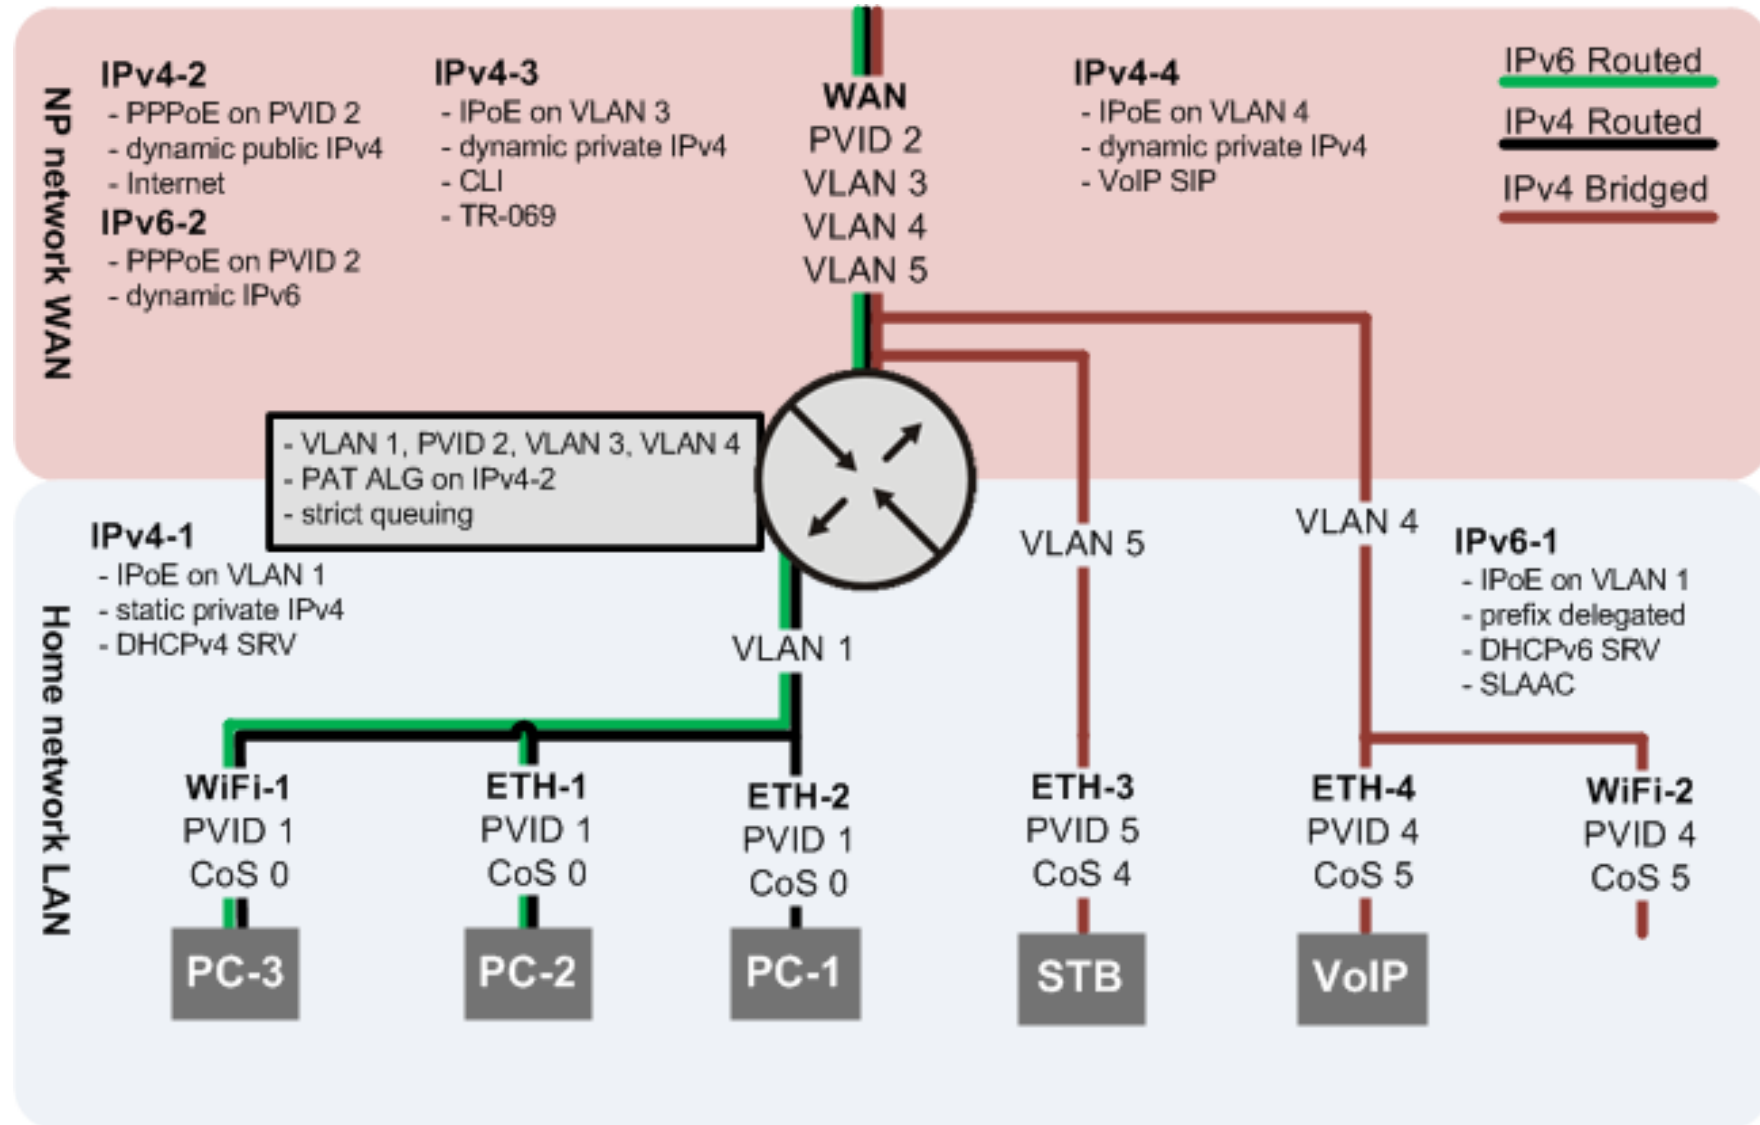 NP network WAN
IPv4-2
- PPPoE on PVID 2
- dynamic public IPv4
- Internet
IPv6-2
- PPPoE on PVID 2
- dynamic IPv6
IPv4-3
- IPoE on VLAN 3
- dynamic private IPv4
- CLI
- TR-069
WAN
PVID 2
VLAN 3
VLAN 4
VLAN 5
IPv4-4
- IPoE on VLAN 4
- dynamic private IPv4
- VoIP SIP
IPv6 Routed
IPv4 Routed
IPv4 Bridged
- VLAN 1, PVID 2, VLAN 3, VLAN 4
- PAT ALG on IPv4-2
- strict queuing
Home network LAN
IPv4-1
- IPoE on VLAN 1
- static private IPv4
- DHCPv4 SRV
VLAN 1
VLAN 5
VLAN 4
IPv6-1
- IPoE on VLAN 1
- prefix delegated
- DHCPv6 SRV
- SLAAC
WiFi-1
PVID 1
CoS 0
PC-3
ETH-1
PVID 1
CoS 0
PC-2
ETH-2
PVID 1
CoS 0
PC-1
ETH-3
PVID 5
CoS 4
STB
ETH-4
PVID 4
CoS 5
VoIP
WiFi-2
PVID 4
CoS 5